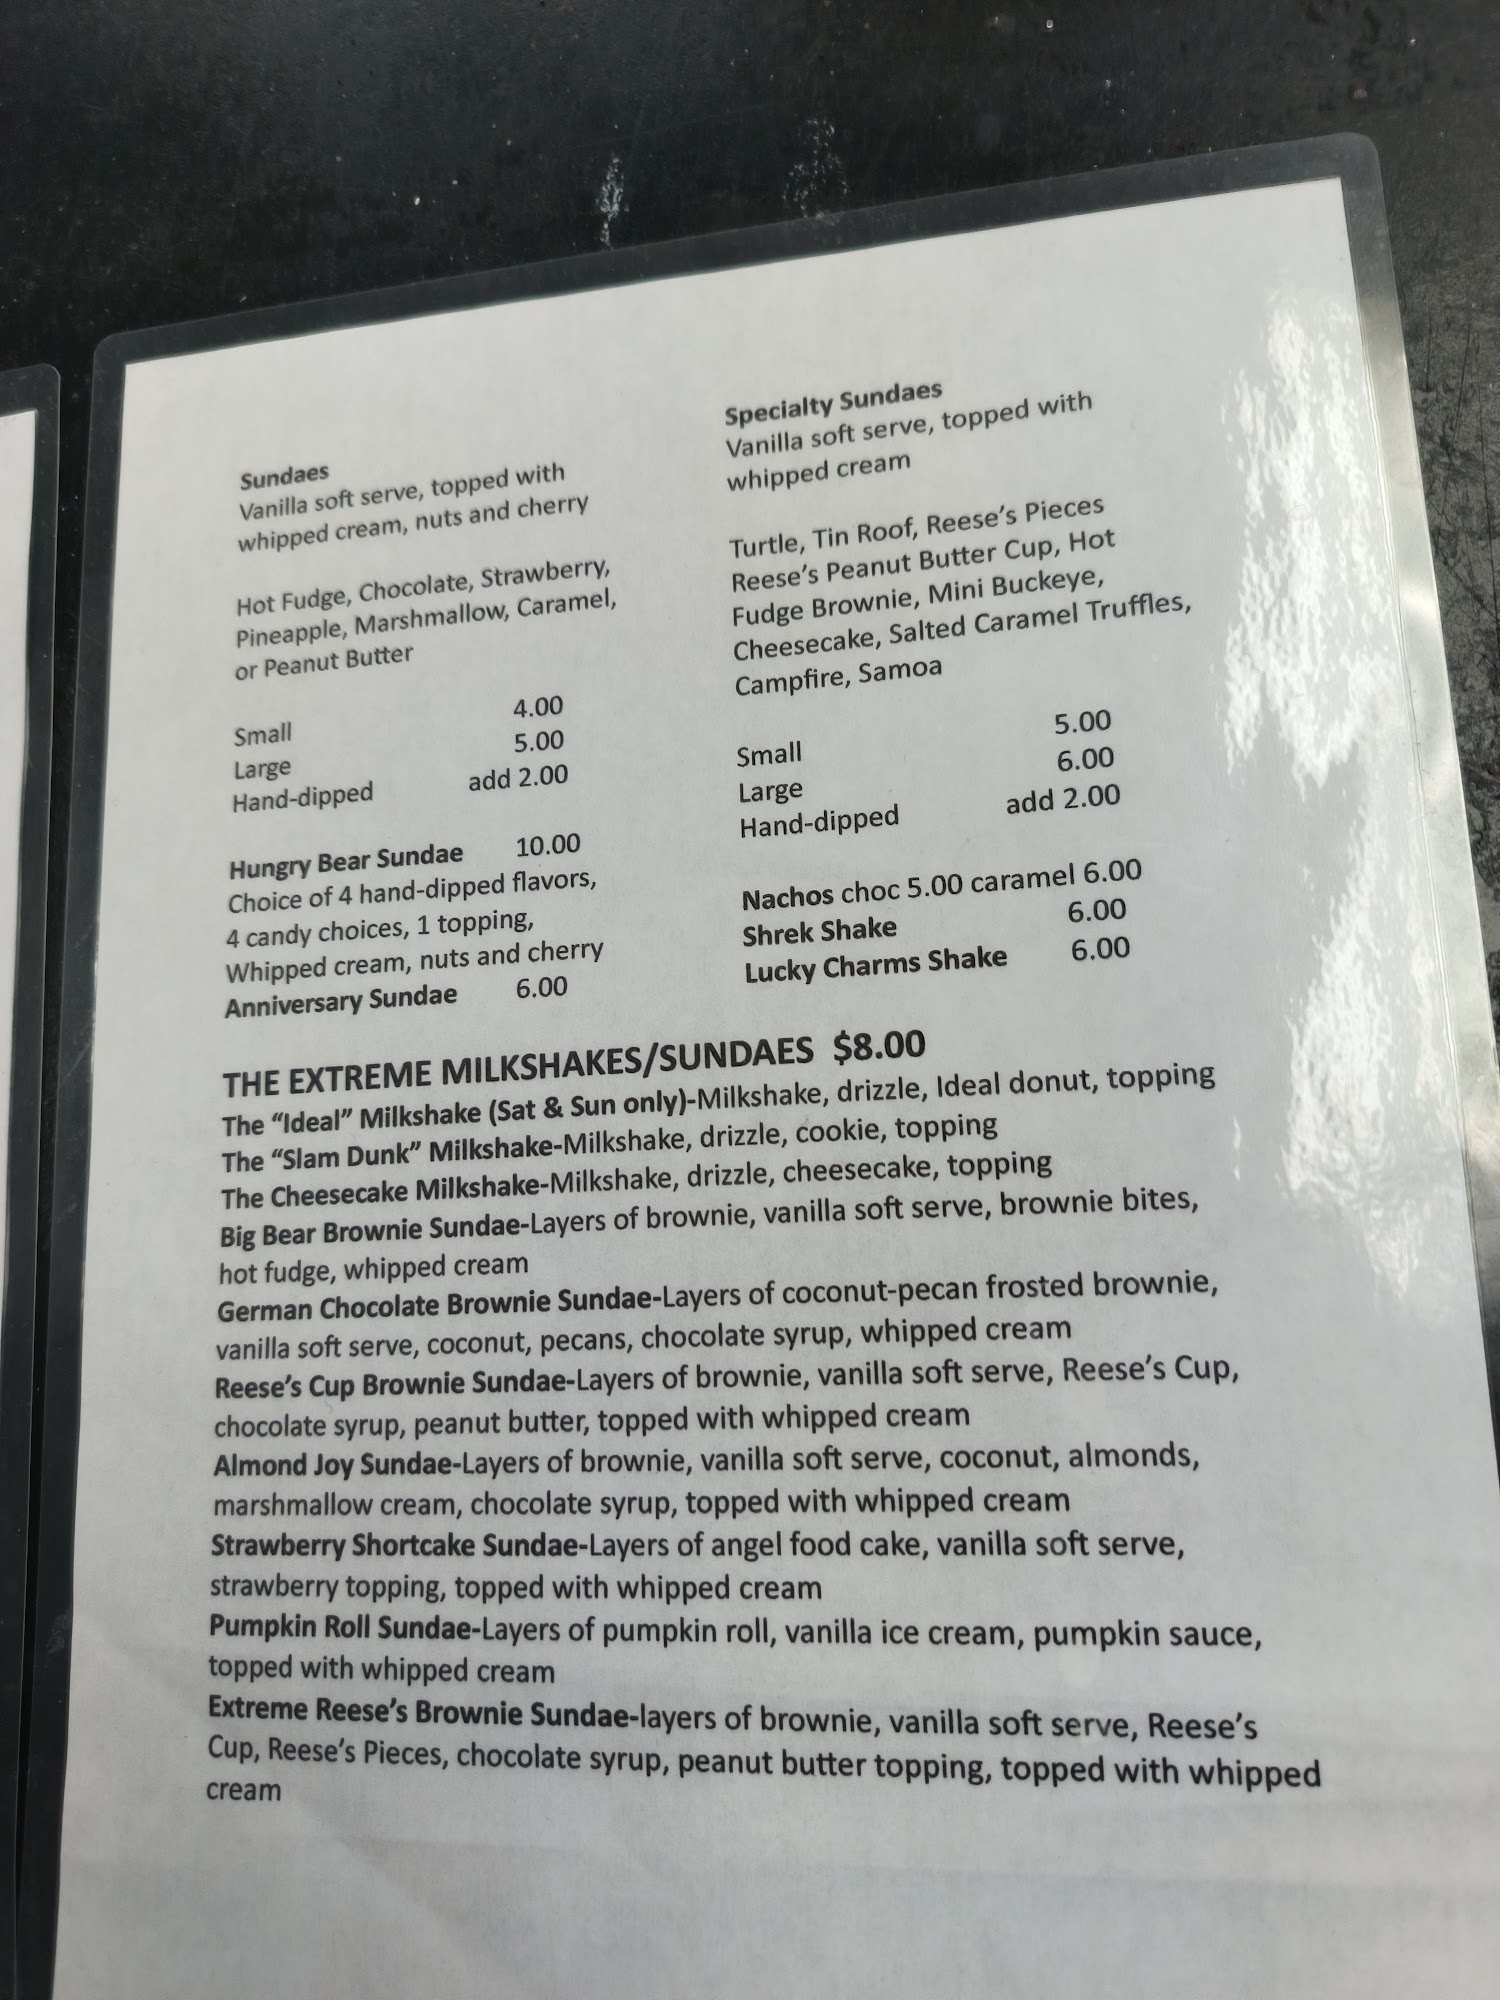 Sundaes
Vanilla soft serve, topped with
whipped cream, nuts and cherry
Hot Fudge, Chocolate, Strawberry,
Pineapple, Marshmallow, Caramel,
or Peanut Butter
Small 4.00
Large 5.00
Hand-dipped add 2.00
Hungry Bear Sundae 10.00
Choice of 4 hand-dipped flavors,
4 candy choices, 1 topping,
Whipped cream, nuts and cherry
Anniversary Sundae 6.00
Specialty Sundaes
Vanilla soft serve, topped with
whipped cream
Turtle, Tin Roof, Reese's Pieces
Reese's Peanut Butter Cup, Hot
Fudge Brownie, Mini Buckeye,
Cheesecake, Salted Caramel Truffles,
Campfire, Samoa
Small 5.00
Large 6.00
Hand-dipped add 2.00
Nachos choc 5.00 caramel 6.00
Shrek Shake 6.00
Lucky Charms Shake 6.00
THE EXTREME MILKSHAKES/SUNDAES $8.00
The “Ideal” Milkshake (Sat & Sun only)-Milkshake, drizzle, Ideal donut, topping
The “Slam Dunk” Milkshake-Milkshake, drizzle, cookie, topping
The Cheesecake Milkshake-Milkshake, drizzle, cheesecake, topping
Big Bear Brownie Sundae-Layers of brownie, vanilla soft serve, brownie bites,
hot fudge, whipped cream
German Chocolate Brownie Sundae-Layers of coconut-pecan frosted brownie,
vanilla soft serve, coconut, pecans, chocolate syrup, whipped cream
Reese's Cup Brownie Sundae-Layers of brownie, vanilla soft serve, Reese's Cup,
chocolate syrup, peanut butter, topped with whipped cream
Almond Joy Sundae-Layers of brownie, vanilla soft serve, coconut, almonds,
marshmallow cream, chocolate syrup, topped with whipped cream
Strawberry Shortcake Sundae-Layers of angel food cake, vanilla soft serve,
strawberry topping, topped with whipped cream
Pumpkin Roll Sundae-Layers of pumpkin roll, vanilla ice cream, pumpkin sauce,
topped with whipped cream
Extreme Reese's Brownie Sundae-layers of brownie, vanilla soft serve, Reese's
Cup, Reese's Pieces, chocolate syrup, peanut butter topping, topped with whipped
cream